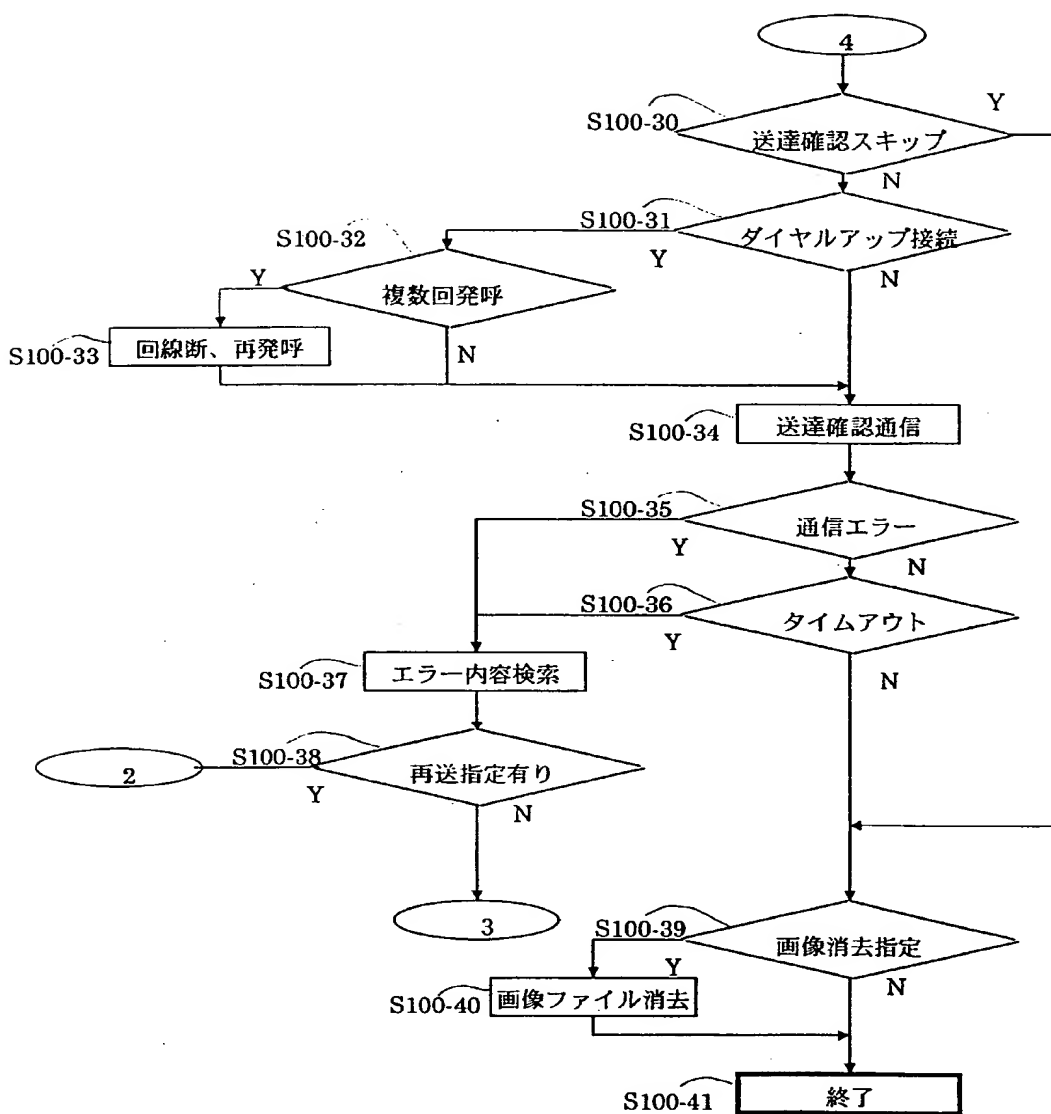 4
Y
S100-30
送達確認スキップ
N
S100-31
ダイヤルアップ接続
S100-32
Y
N
Y
複数回発呼
S100-33
回線断、再発呼
N
S100-34
送達確認通信
S100-35
通信エラー
Y
N
S100-36
タイムアウト
Y
N
S100-37
エラー内容検索
2
S100-38
再送指定有り
Y
N
3
S100-39
画像消去指定
Y
N
S100-40
画像ファイル消去
S100-41
終了